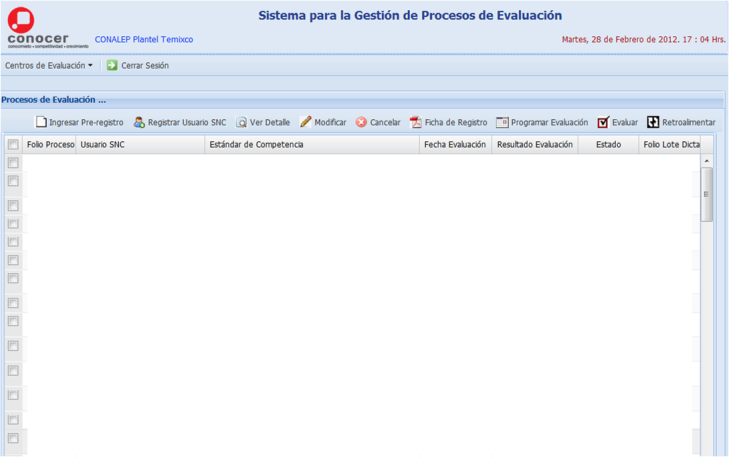 Sistema para la Gestión de Procesos de Evaluación
conocer
conocimiento • competitividad • crecimiento
CONALEP Plantel Temixco
Martes, 28 de Febrero de 2012. 17 : 04 Hrs.
Centros de Evaluación Cerrar Sesión
Procesos de Evaluación ...
Ingresar Pre-registro Registrar Usuario SNC Ver Detalle Modificar Cancelar Ficha de Registro Programar Evaluación Evaluar Retroalimentar
Folio Proceso Usuario SNC Estándar de Competencia Fecha Evaluación Resultado Evaluación Estado Folio Lote Dicta